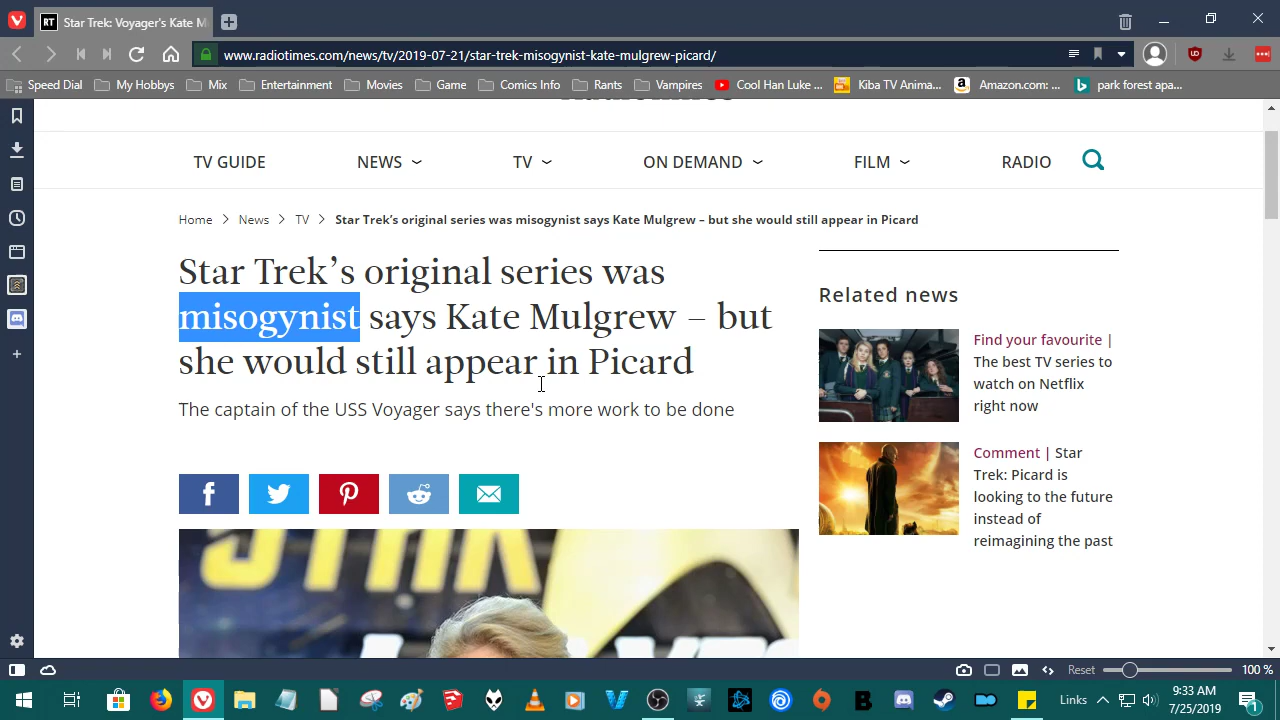 RT Star Trek: Voyager's Kate M
www.radiotimes.com/news/tv/2019-07-21/star-trek-misogynist-kate-mulgrew-picard/
Speed Dial My Hobby Mix Entertainment Movies Game Comics Info Rants Vampires Cool Han Luke ... Kiba TV Anima... Amazon.com: ... park forest apa...
TV GUIDE NEWS TV ON DEMAND FILM RADIO
Home > News > TV > Star Trek's original series was misogynist says Kate Mulgrew – but she would still appear in Picard
Star Trek's original series was
misogynist says Kate Mulgrew – but
she would still appear in Picard
The captain of the USS Voyager says there's more work to be done
Related news
Find your favourite |
The best TV series to
watch on Netflix
right now
Comment | Star
Trek: Picard is
looking to the future
instead of
reimagining the past
STAR
Reset 100 %
Links 9:33 AM
7/25/2019
1